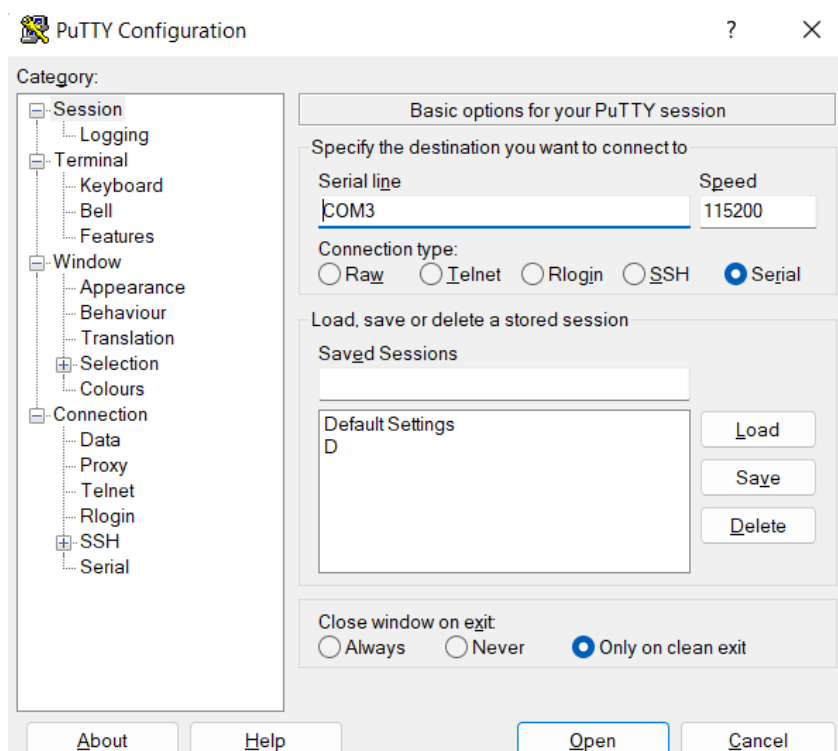 PuTTY Configuration
?
Category:
Session
Logging
Terminal
Keyboard
Bell
Features
Window
Appearance
Behaviour
Translation
Selection
Colours
Connection
Data
Proxy
Telnet
Rlogin
SSH
Serial
Basic options for your PuTTY session
Specify the destination you want to connect to
Serial line Speed
COM3 115200
Connection type:
Raw Telnet Rlogin SSH Serial
Load, save or delete a stored session
Saved Sessions
Default Settings
D
Load
Save
Delete
Close window on exit:
Always Never Only on clean exit
About Help Open Cancel